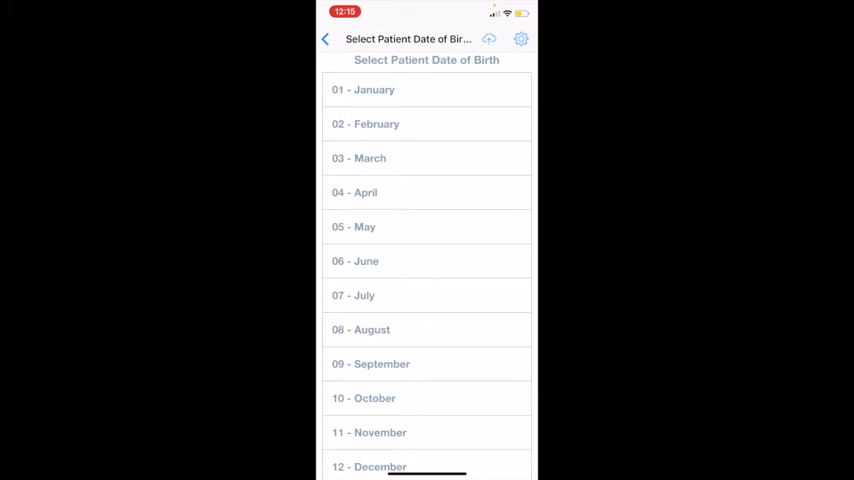 12:15
Select Patient Date of Bir...
Select Patient Date of Birth
01 - January
02 - February
03 - March
04 - April
05 - May
06 - June
07 - July
08 - August
09 - September
10 - October
11 - November
12 - December